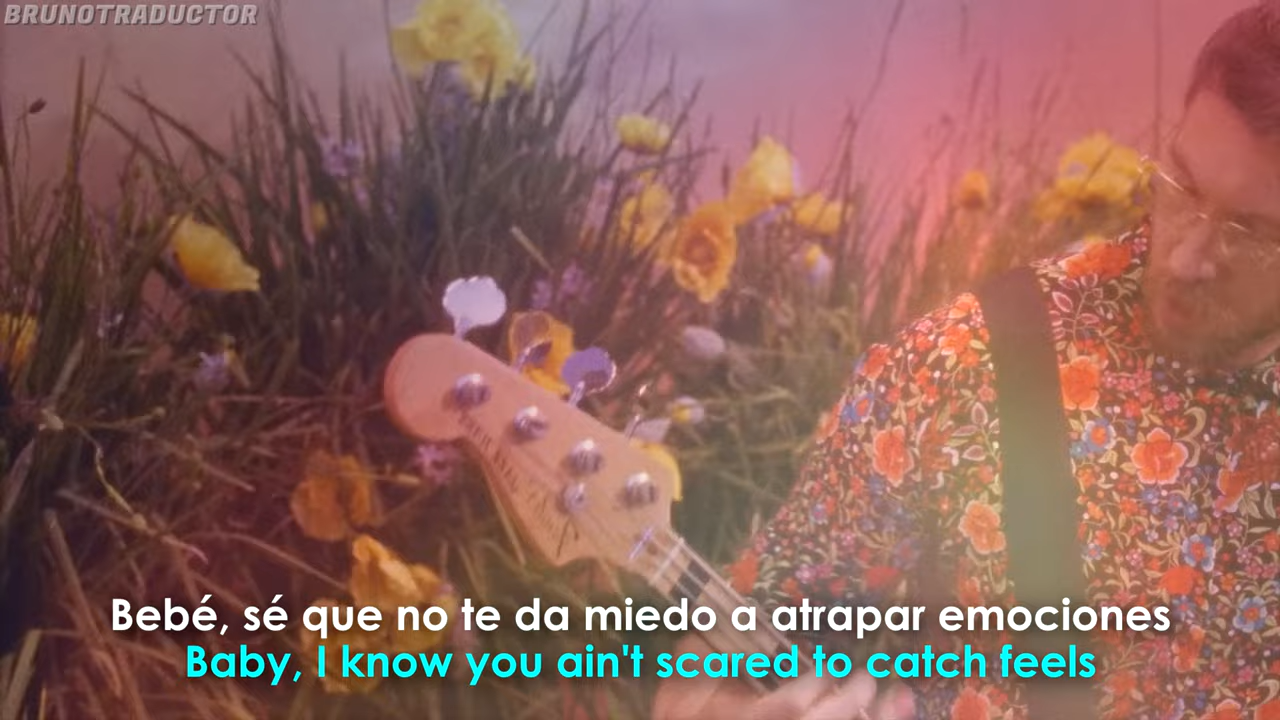 BRUNOTRADUCTOR
Bebé, sé que no te da miedo a atrapar emociones
Baby, I know you ain't scared to catch feels